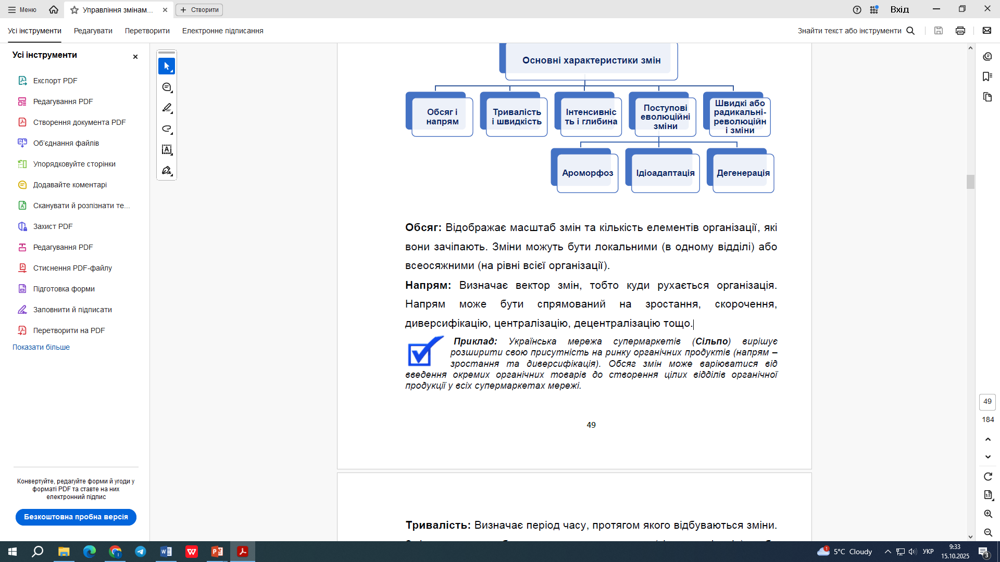 Меню
Управління змінам...
Створити
Вхід
Усі інструменти
Редагувати
Перетворити
Електронне підписання
Знайти текст або інструменти
Усі інструменти
Експорт PDF
Редагування PDF
Створення документа PDF
Об’єднання файлів
Упорядковуйте сторінки
Додавайте коментарі
Сканувати й розпізнати те...
Захист PDF
Редагування PDF
Стиснення PDF-файлу
Підготовка форми
Заповнити й підписати
Перетворити на PDF
Показати більше
Конвертуйте, редагуйте форми й угоди у
форматі PDF та ставте на них
електронний підпис
Безкоштовна пробна версія
Основні характеристики змін
Обсяг і
напрям
Тривалість
і швидкість
Інтенсивніс
ть і глибина
Поступові
еволюційні
зміни
Швидкі або
радикальні-
революційн
і зміни
Ароморфоз
Ідіоадаптація
Дегенерація
Обсяг: Відображає масштаб змін та кількість елементів організації, які
вони зачіпають. Зміни можуть бути локальними (в одному відділі) або
всеосяжними (на рівні всієї організації).
Напрям: Визначає вектор змін, тобто куди рухається організація.
Напрям може бути спрямований на зростання, скорочення,
диверсифікацію, централізацію, децентралізацію тощо.
Приклад: Українська мережа супермаркетів (Сільпо) вирішує
розширити свою присутність на ринку органічних продуктів (напрям –
зростання та диверсифікація). Обсяг змін може варіюватися від
введення окремих органічних товарів до створення цілих відділів органічної
продукції у всіх супермаркетах мережі.
49
Тривалість: Визначає період часу, протягом якого відбуваються зміни.
49
184
1:1
5°C Cloudy
УКР
9:33
15.10.2025
3